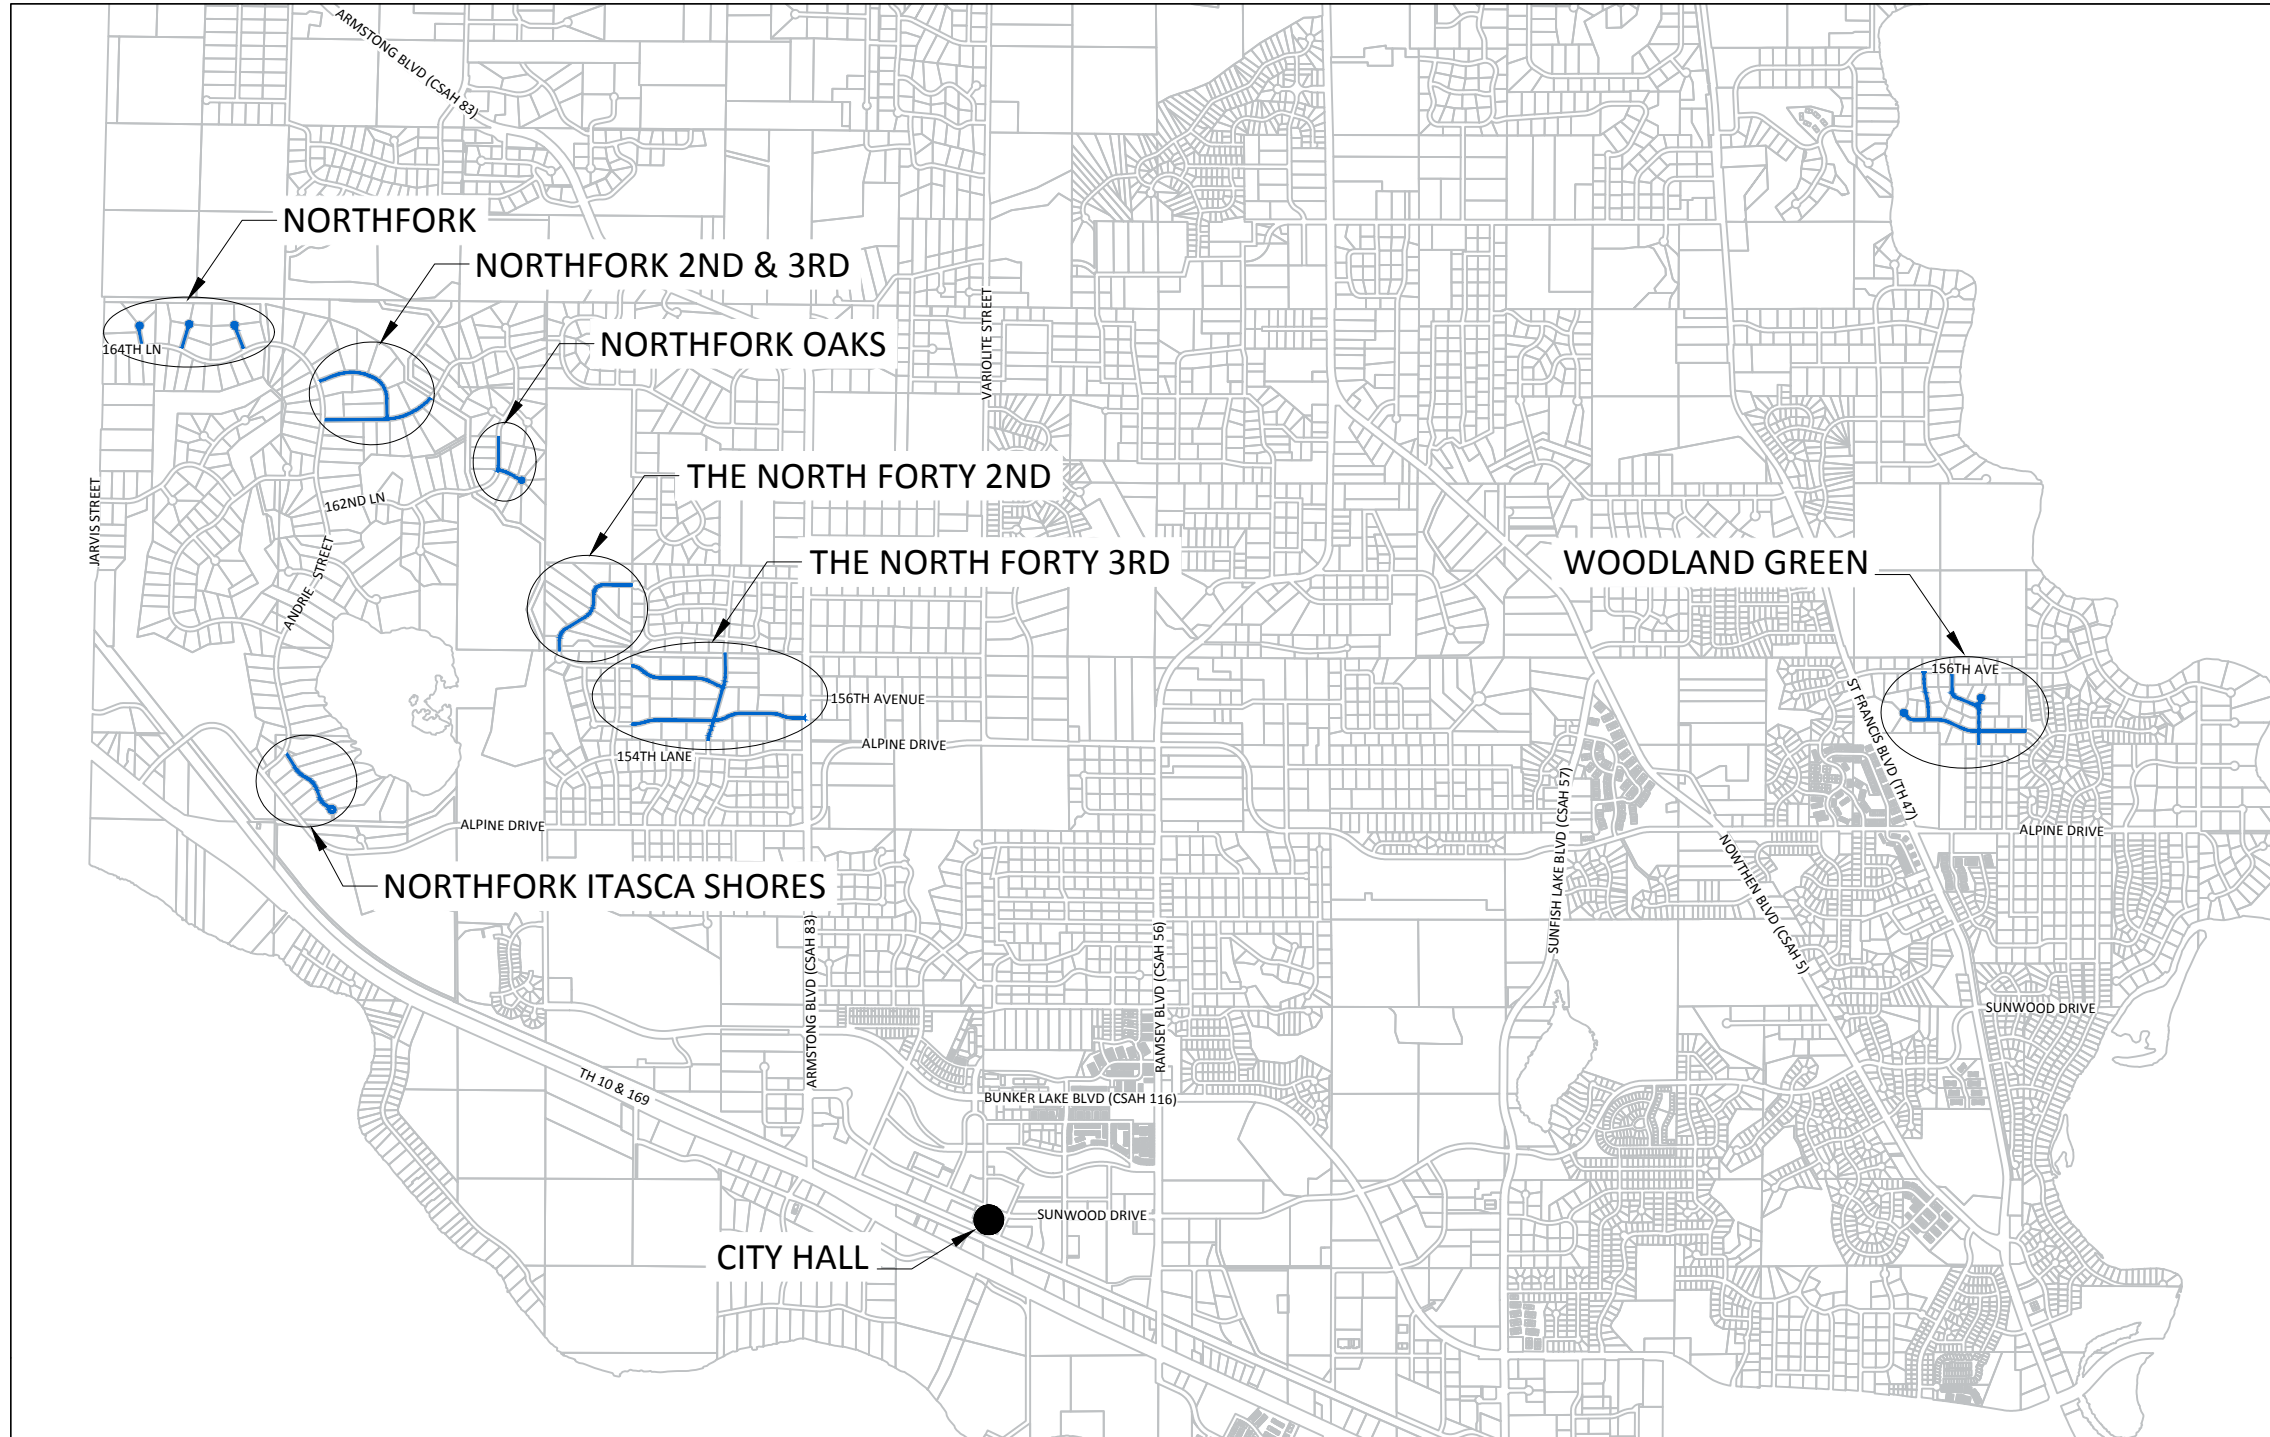 ARMSTONG BLVD (CSAH 83)
NORTHFORK
NORTHFORK 2ND & 3RD
NORTHFORK OAKS
VARIOLITE STREET
164TH LN
THE NORTH FORTY 2ND
162ND LN
JARVIS STREET
THE NORTH FORTY 3RD
WOODLAND GREEN
ANDRIE STREET
156TH AVE
156TH AVENUE
ST FRANCIS BLVD (TH 47)
154TH LANE
ALPINE DRIVE
ALPINE DRIVE
ALPINE DRIVE
SUNFISH LAKE BLVD (CSAH 57)
NOWTHEN BLVD (CSAH 5)
NORTHFORK ITASCA SHORES
ARMSTONG BLVD (CSAH 83)
RAMSEY BLVD (CSAH 56)
SUNWOOD DRIVE
TH 10 & 169
BUNKER LAKE BLVD (CSAH 116)
SUNWOOD DRIVE
CITY HALL